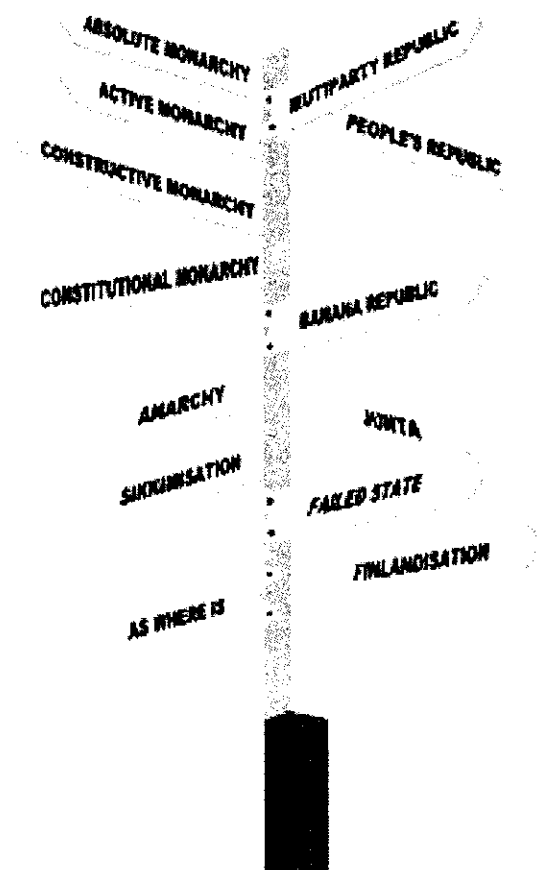 ABSOLUTE MONARCHY
ACTIVE MONARCHY
CONSTRUCTIVE MONARCHY
CONSTITUTIONAL MONARCHY
ANARCHY
SIKKIMISATION
AS WHERE IS
MUTIPARTY REPUBLIC
PEOPLE'S REPUBLIC
BANANA REPUBLIC
JUNTA
FAILED STATE
FINLANDISATION